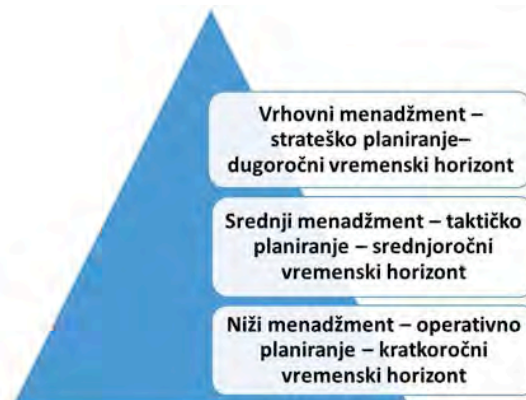 Vrhovni menadžment –
strateško planiranje–
dugoročni vremenski horizont
Srednji menadžment – taktičko
planiranje – srednjoročni
vremenski horizont
Niži menadžment – operativno
planiranje – kratkoročni
vremenski horizont